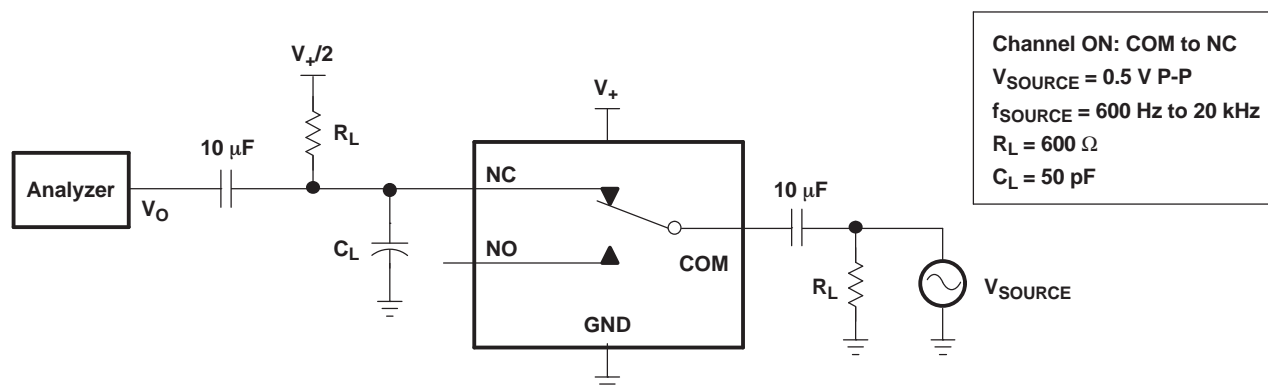 V+/2
RL
10 μF
Analyzer
VO
CL
V+
NC
NO
COM
GND
10 μF
RL
VSOURCE
Channel ON: COM to NC
VSOURCE = 0.5 V P-P
fSOURCE = 600 Hz to 20 kHz
RL = 600 Ω
CL = 50 pF